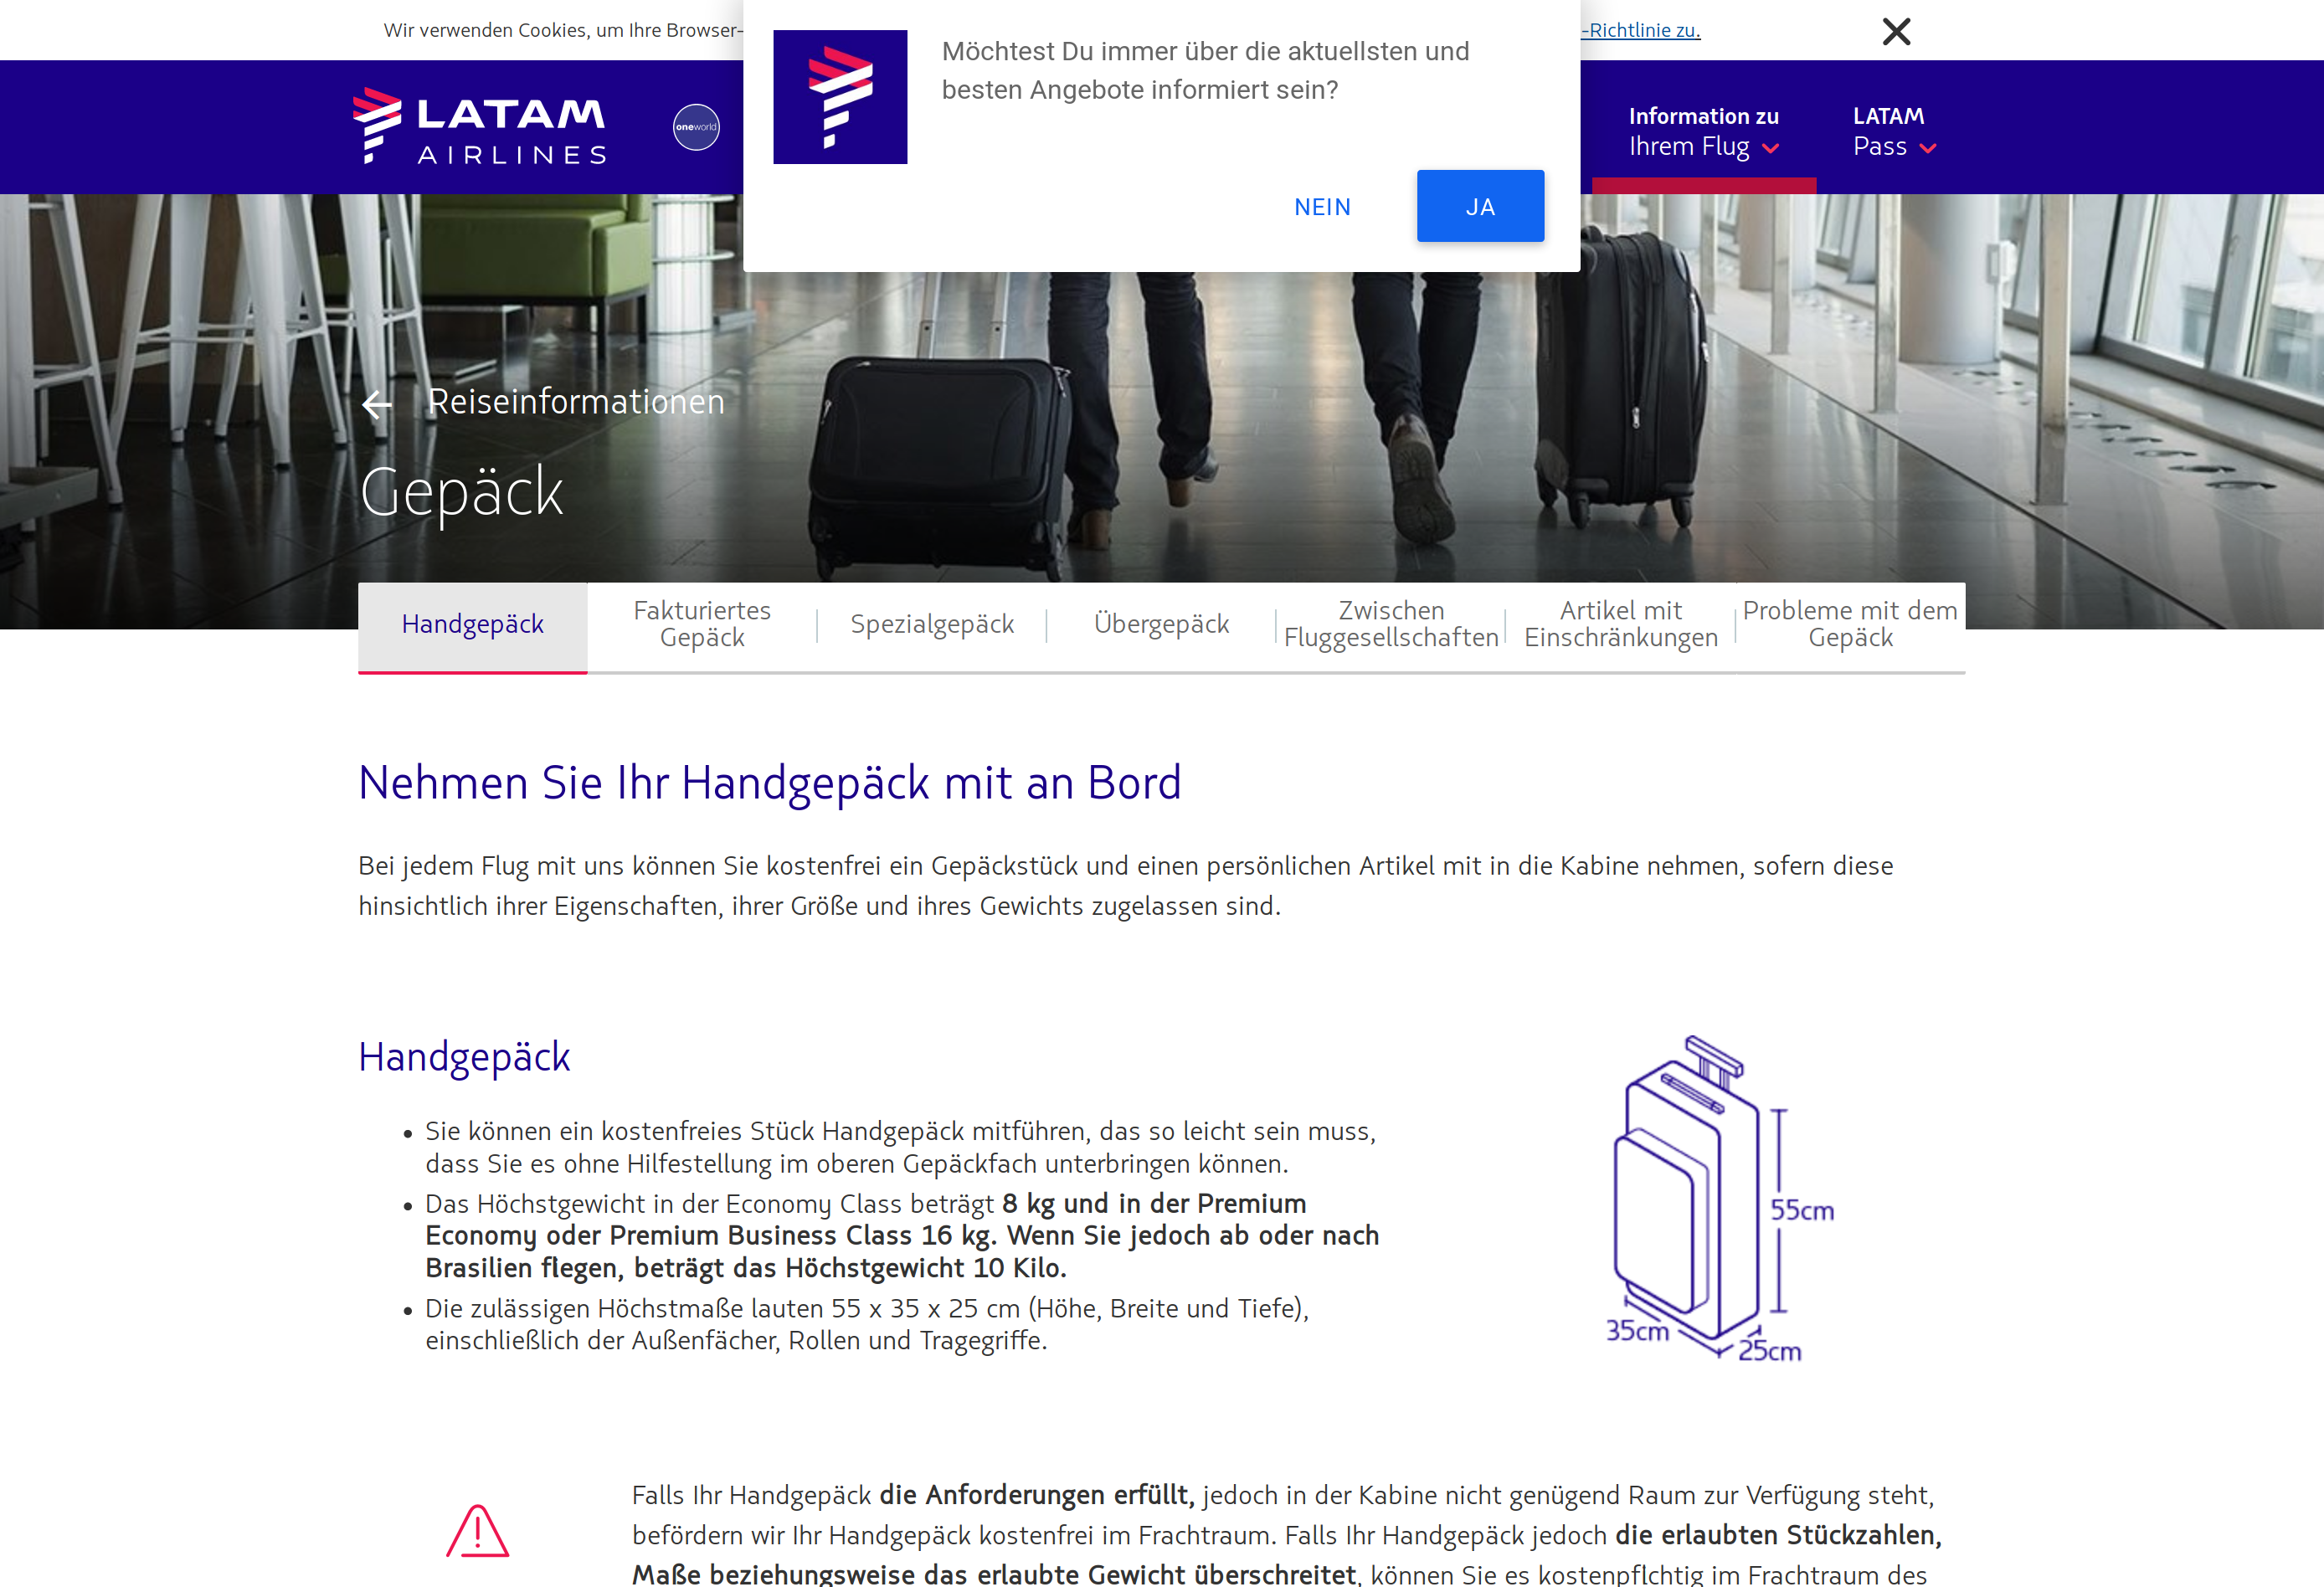 Wir verwenden Cookies, um Ihre Browser-
-Richtlinie zu.
Möchtest Du immer über die aktuellsten und
besten Angebote informiert sein?
NEIN
JA
LATAM
AIRLINES
oneworld
Information zu
Ihrem Flug
LATAM
Pass
Reiseinformationen
Gepäck
Handgepäck
Fakturiertes
Gepäck
Spezialgepäck
Übergepäck
Zwischen
Fluggesellschaften
Artikel mit
Einschränkungen
Probleme mit dem
Gepäck
Nehmen Sie Ihr Handgepäck mit an Bord
Bei jedem Flug mit uns können Sie kostenfrei ein Gepäckstück und einen persönlichen Artikel mit in die Kabine nehmen, sofern diese
hinsichtlich ihrer Eigenschaften, ihrer Größe und ihres Gewichts zugelassen sind.
Handgepäck
• Sie können ein kostenfreies Stück Handgepäck mitführen, das so leicht sein muss,
dass Sie es ohne Hilfestellung im oberen Gepäckfach unterbringen können.
• Das Höchstgewicht in der Economy Class beträgt 8 kg und in der Premium
Economy oder Premium Business Class 16 kg. Wenn Sie jedoch ab oder nach
Brasilien flegen, beträgt das Höchstgewicht 10 Kilo.
• Die zulässigen Höchstmaße lauten 55 x 35 x 25 cm (Höhe, Breite und Tiefe),
einschließlich der Außenfächer, Rollen und Tragegriffe.
55cm
35cm
25cm
Falls Ihr Handgepäck die Anforderungen erfüllt, jedoch in der Kabine nicht genügend Raum zur Verfügung steht,
befördern wir Ihr Handgepäck kostenfrei im Frachtraum. Falls Ihr Handgepäck jedoch die erlaubten Stückzahlen,
Maße beziehungsweise das erlaubte Gewicht überschreitet, können Sie es kostenpflchtig im Frachtraum des